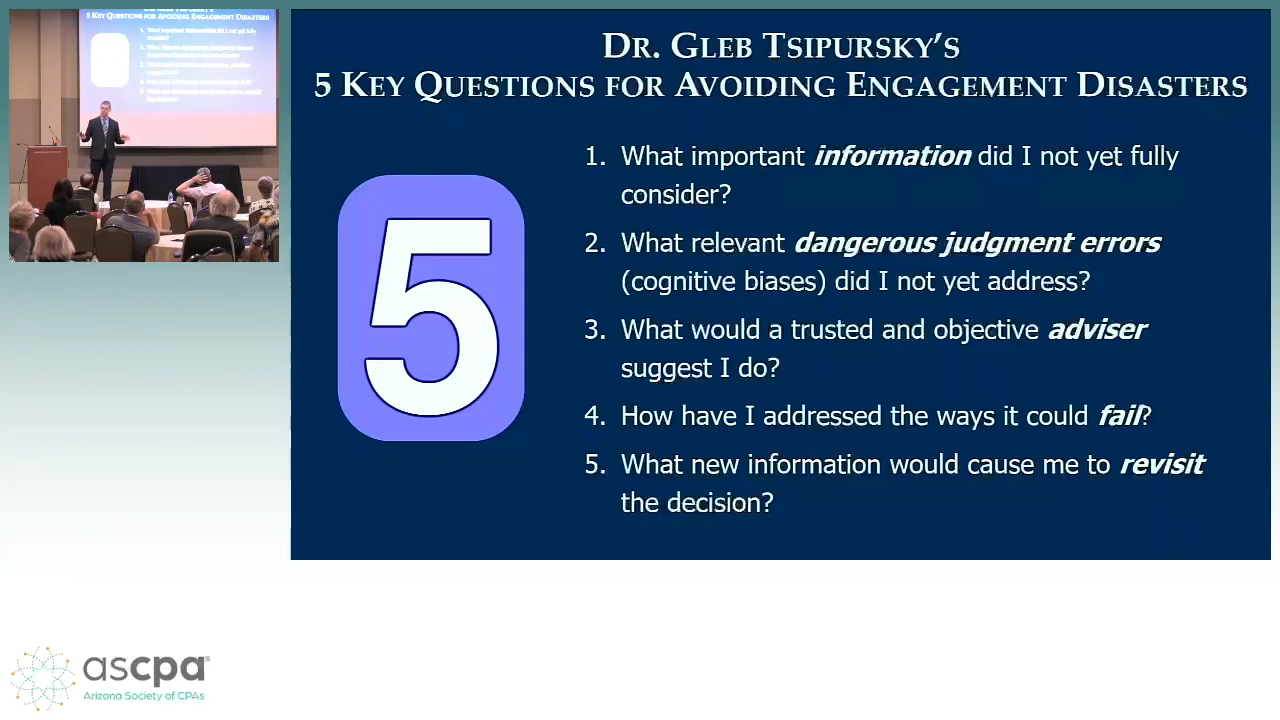 DR. GLEB TSIPURSKY'S
5 KEY QUESTIONS FOR AVOIDING ENGAGEMENT DISASTERS
5
1. What important information did I not yet fully
consider?
2. What relevant dangerous judgment errors
(cognitive biases) did I not yet address?
3. What would a trusted and objective adviser
suggest I do?
4. How have I addressed the ways it could fail?
5. What new information would cause me to revisit
the decision?
ascpa®
Arizona Society of CPAs